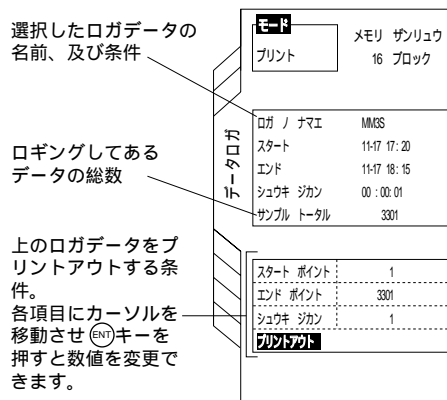 選択したロガデータの
名前、及び条件
モード
プリント
メモリ ザンリュウ
16 ブロック
データロガ
ロガ ノ ナマエ MM3S
スタート 11-17 17:20
エンド 11-17 18:15
シュウキ ジカン 00:00:01
サンプル トータル 3301
ロギングしてある
データの総数
上のロガデータをプ
リントアウトする条
件。
各項目にカーソルを
移動させENTキーを
押すと数値を変更で
きます。
スタート ポイント 1
エンド ポイント 3301
シュウキ ジカン 1
プリントアウト